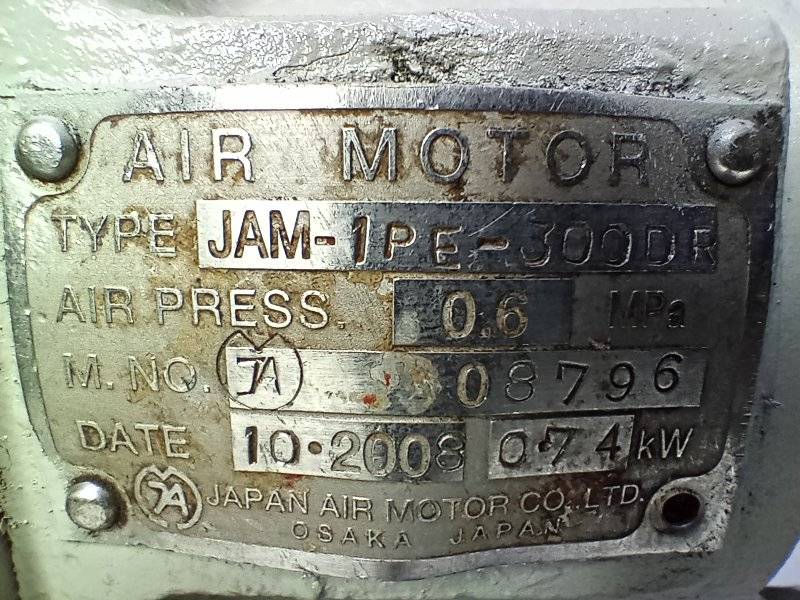 AIR MOTOR
TYPE JAM-1PE-300DR
AIR PRESS. 0.6 MPa
M. NO. JA 08796
DATE 10·2008 0.74 kW
JA JAPAN AIR MOTOR CO., LTD.
OSAKA JAPAN